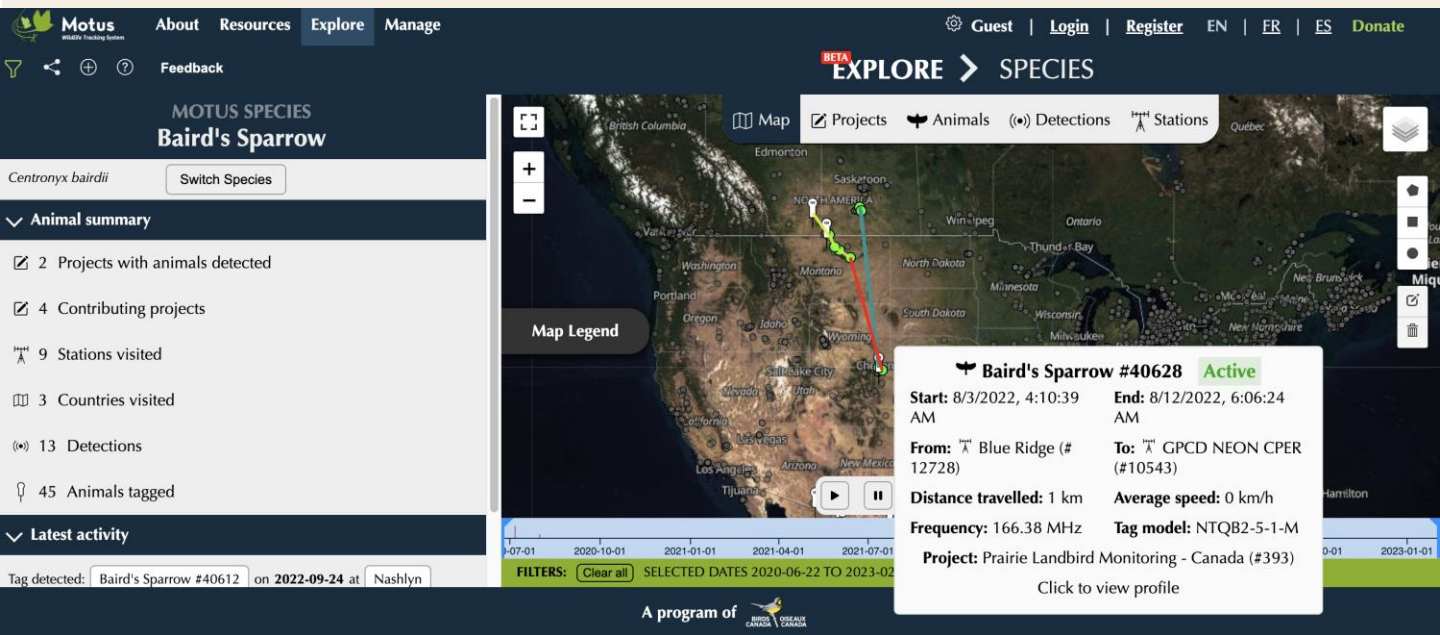 Motus
Wildlife Tracking System
About Resources Explore Manage
Guest | Login | Register EN | FR | ES Donate
Feedback
BETA
EXPLORE > SPECIES
MOTUS SPECIES
Baird's Sparrow
Centronyx bairdii
Switch Species
Animal summary
2 Projects with animals detected
4 Contributing projects
9 Stations visited
3 Countries visited
13 Detections
45 Animals tagged
Latest activity
Tag detected: Baird's Sparrow #40612 on 2022-09-24 at Nashlyn
Map Projects Animals Detections Stations
British Columbia
Québec
Edmonton
Saskatoon
NORTH AMERICA
Winnipeg
Ontario
Vancouver
Thunder Bay
Washington
Montana
North Dakota
New Brunswick
Miqu
Minnesota
Portland
Montréal
Maine
Oregon
Idaho
South Dakota
Wisconsin
New Hampshire
Map Legend
Wyoming
Milwaukee
Salt Lake City
Nevada
Utah
California
Las Vegas
Los Angeles
Arizona
New Mexico
Tijuana
Hamilton
+
−
Baird's Sparrow #40628 Active
Start: 8/3/2022, 4:10:39
AM
End: 8/12/2022, 6:06:24
AM
From: Blue Ridge (#
12728)
To: GPCD NEON CPER
(#10543)
Distance travelled: 1 km Average speed: 0 km/h
Frequency: 166.38 MHz Tag model: NTQB2-5-1-M
Project: Prairie Landbird Monitoring - Canada (#393)
Click to view profile
-07-01 2020-10-01 2021-01-01 2021-04-01 2021-07-01 0-01 2023-01-01
FILTERS: Clear all SELECTED DATES 2020-06-22 TO 2023-02
A program of
BIRDS CANADA OISEAUX CANADA